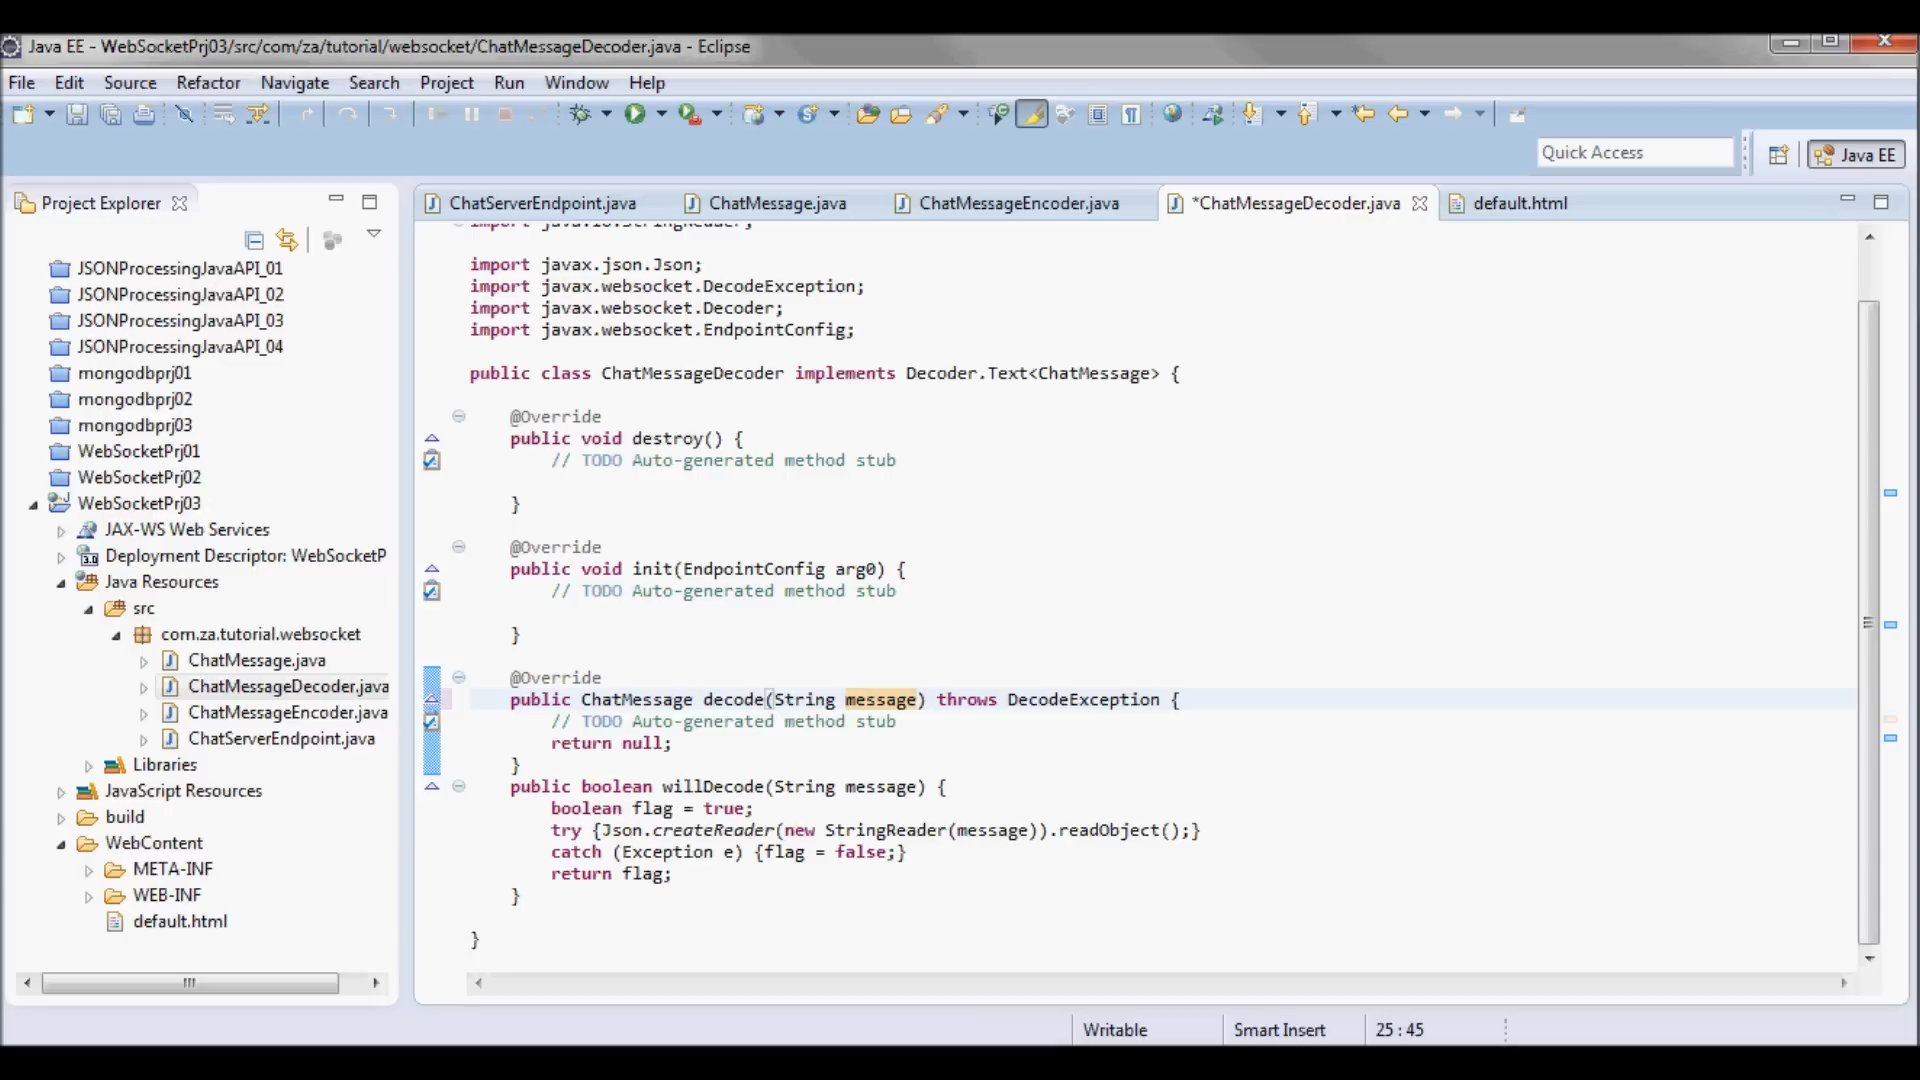 Java EE - WebSocketPrj03/src/com/za/tutorial/websocket/ChatMessageDecoder.java - Eclipse
File Edit Source Refactor Navigate Search Project Run Window Help
Quick Access
Java EE
Project Explorer
JSONProcessingJavaAPI_01
JSONProcessingJavaAPI_02
JSONProcessingJavaAPI_03
JSONProcessingJavaAPI_04
mongodbprj01
mongodbprj02
mongodbprj03
WebSocketPrj01
WebSocketPrj02
WebSocketPrj03
JAX-WS Web Services
Deployment Descriptor: WebSocketP
Java Resources
src
com.za.tutorial.websocket
ChatMessage.java
ChatMessageDecoder.java
ChatMessageEncoder.java
ChatServerEndpoint.java
Libraries
JavaScript Resources
build
WebContent
META-INF
WEB-INF
default.html
ChatServerEndpoint.java ChatMessage.java ChatMessageEncoder.java *ChatMessageDecoder.java default.html
import java.io.StringReader;
import javax.json.Json;
import javax.websocket.DecodeException;
import javax.websocket.Decoder;
import javax.websocket.EndpointConfig;
public class ChatMessageDecoder implements Decoder.Text<ChatMessage> {
@Override
public void destroy() {
// TODO Auto-generated method stub
}
@Override
public void init(EndpointConfig arg0) {
// TODO Auto-generated method stub
}
@Override
public ChatMessage decode(String message) throws DecodeException {
// TODO Auto-generated method stub
return null;
}
public boolean willDecode(String message) {
boolean flag = true;
try {Json.createReader(new StringReader(message)).readObject();}
catch (Exception e) {flag = false;}
return flag;
}
}
Writable Smart Insert 25 : 45